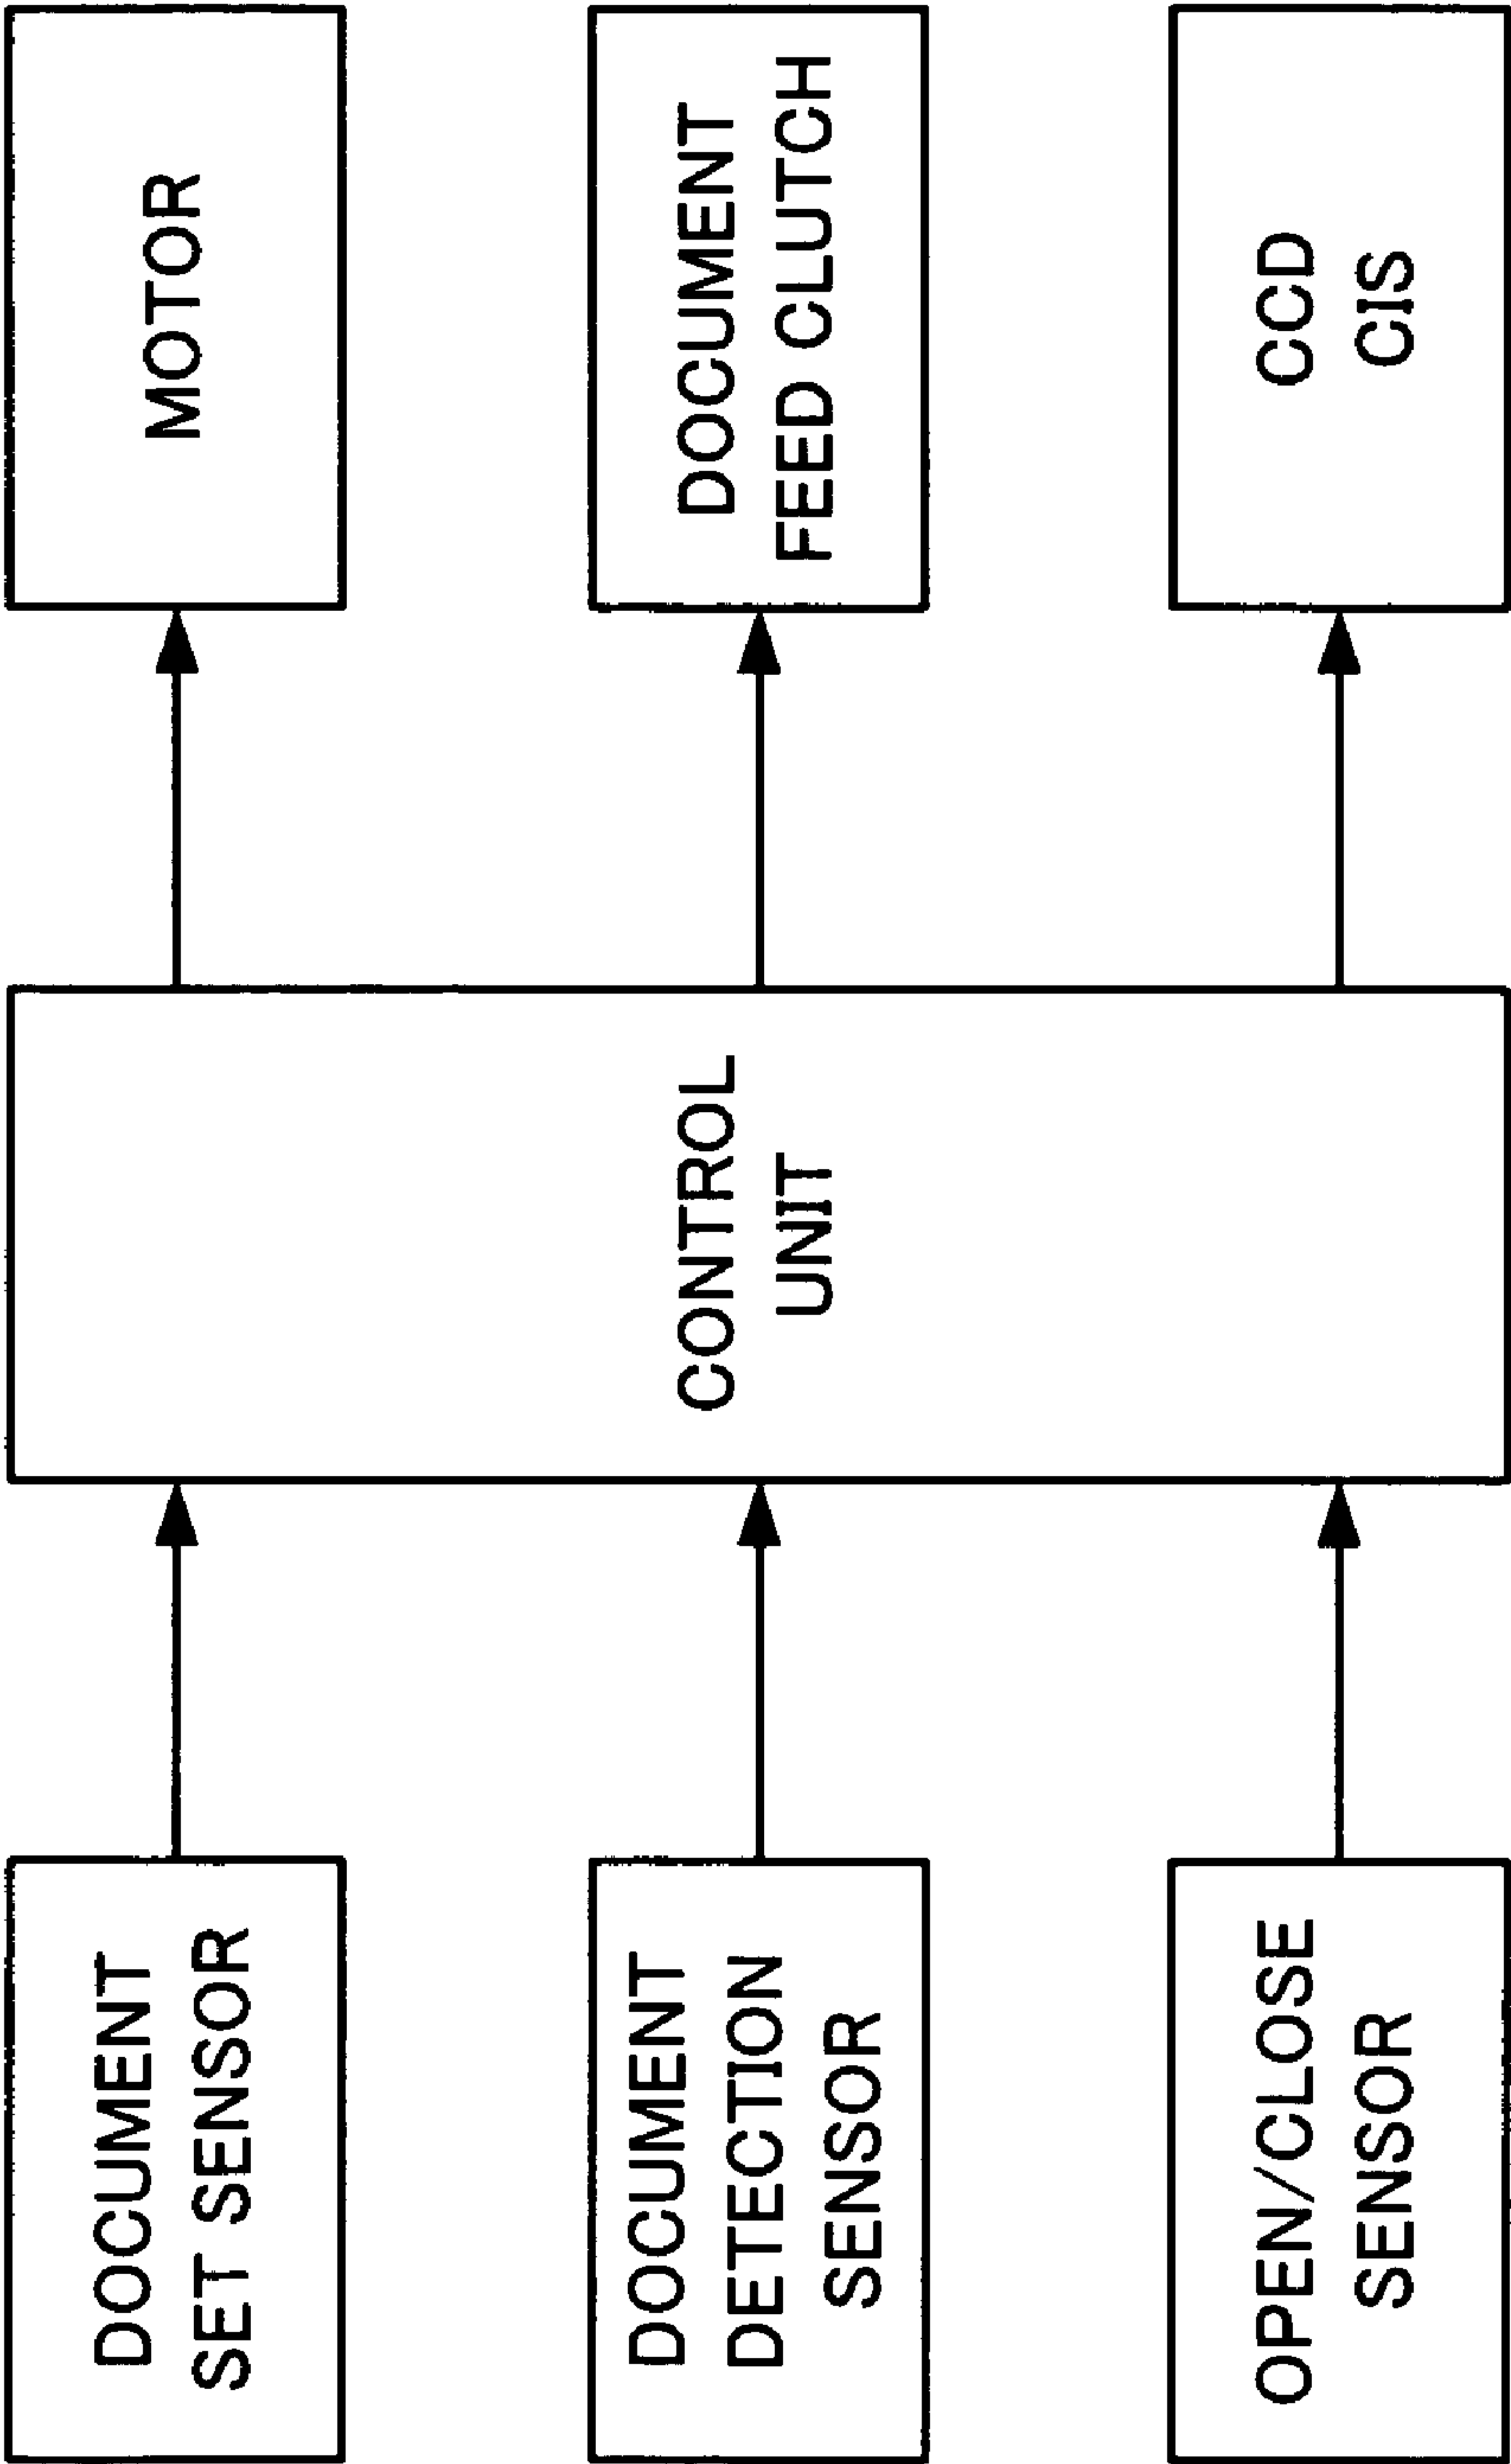 DOCUMENT
SET SENSOR
DOCUMENT
DETECTION
SENSOR
OPEN/CLOSE
SENSOR
CONTROL
UNIT
MOTOR
DOCUMENT
FEED CLUTCH
CCD
CIS